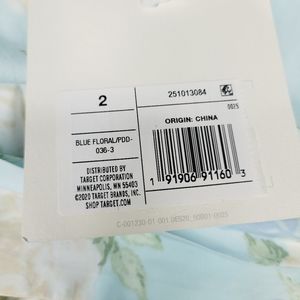 2
251013084
0025
BLUE FLORAL/PDD-
036-3
ORIGIN: CHINA
DISTRIBUTED BY
TARGET CORPORATION
MINNEAPOLIS, MN 55403
©2020 TARGET BRANDS, INC.
SHOP TARGET.COM
1 91906 91160 3